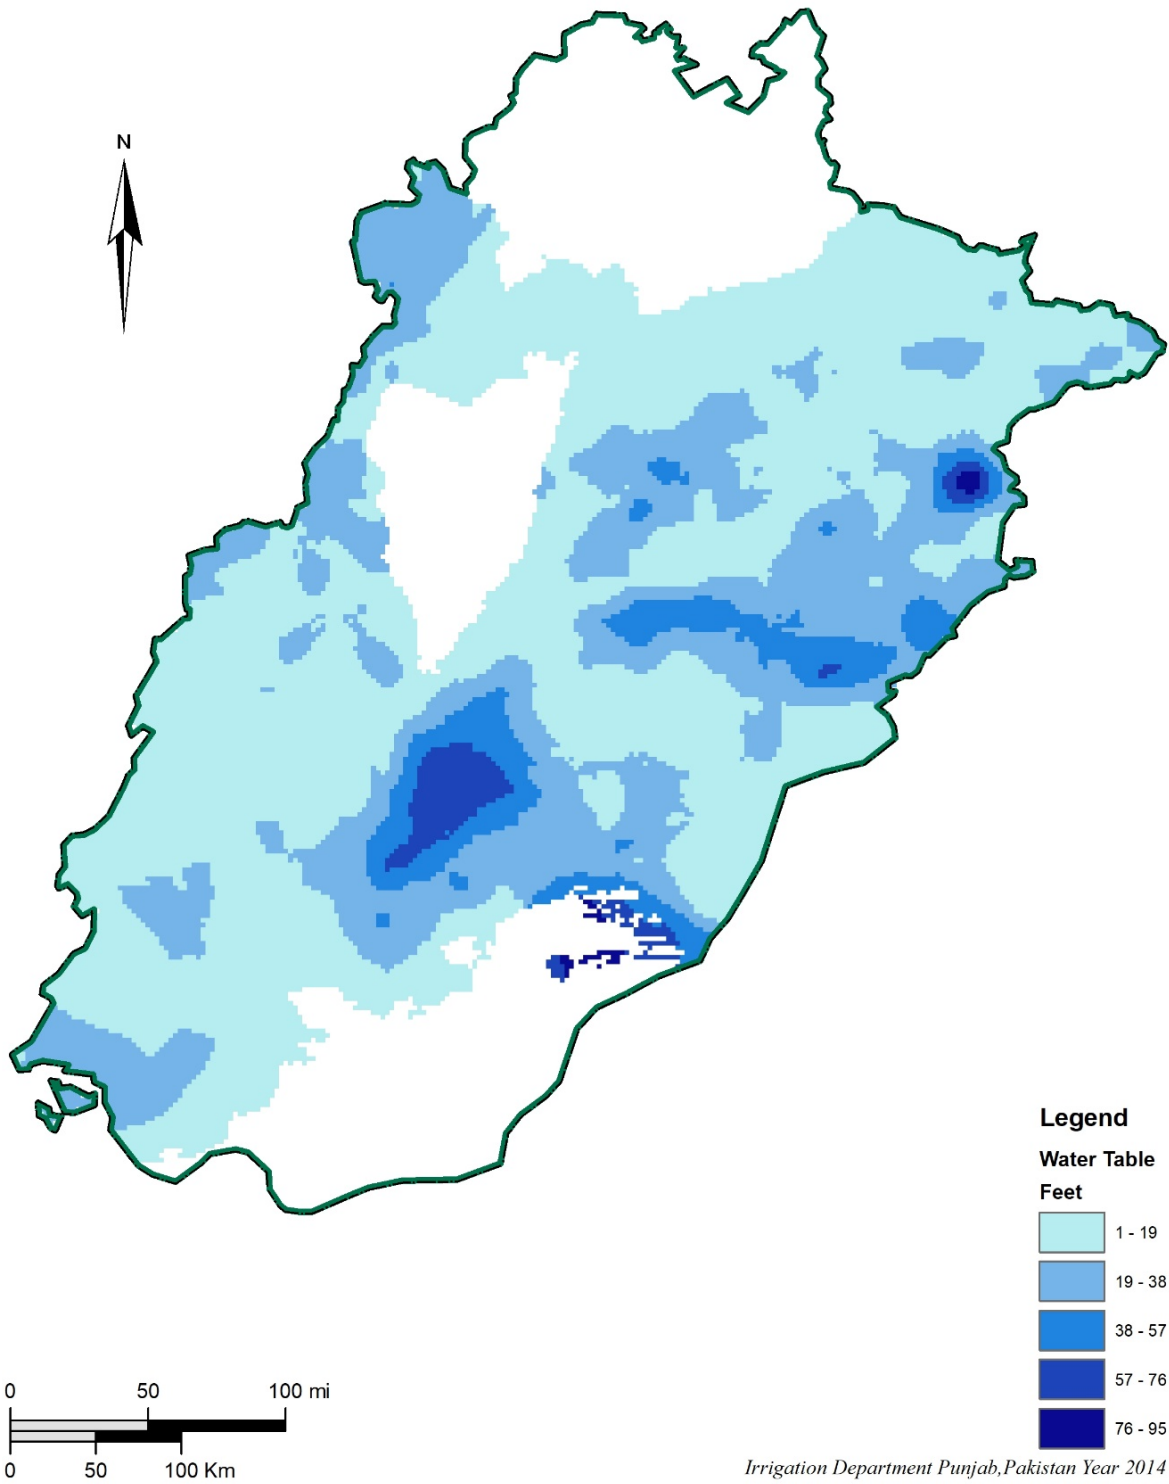 N
Legend
Water Table
Feet
1 - 19
19 - 38
38 - 57
57 - 76
76 - 95
0 50 100 mi
0 50 100 Km
Irrigation Department Punjab,Pakistan Year 2014